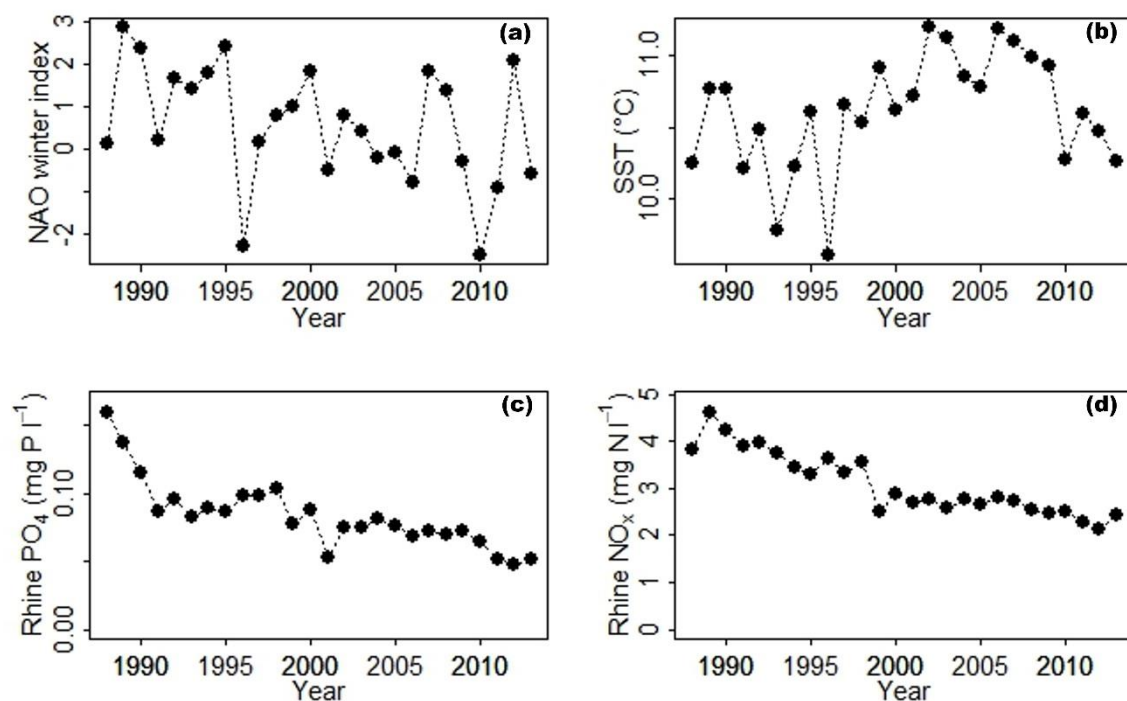 (a)
NAO winter index
3
2
1
0
-2
1990 1995 2000 2005 2010
Year
(b)
SST (°C)
11.0
10.0
1990 1995 2000 2005 2010
Year
(c)
Rhine PO₄ (mg P l⁻¹)
0.10
0.00
1990 1995 2000 2005 2010
Year
(d)
Rhine NOₓ (mg N l⁻¹)
5
4
3
2
1
0
1990 1995 2000 2005 2010
Year